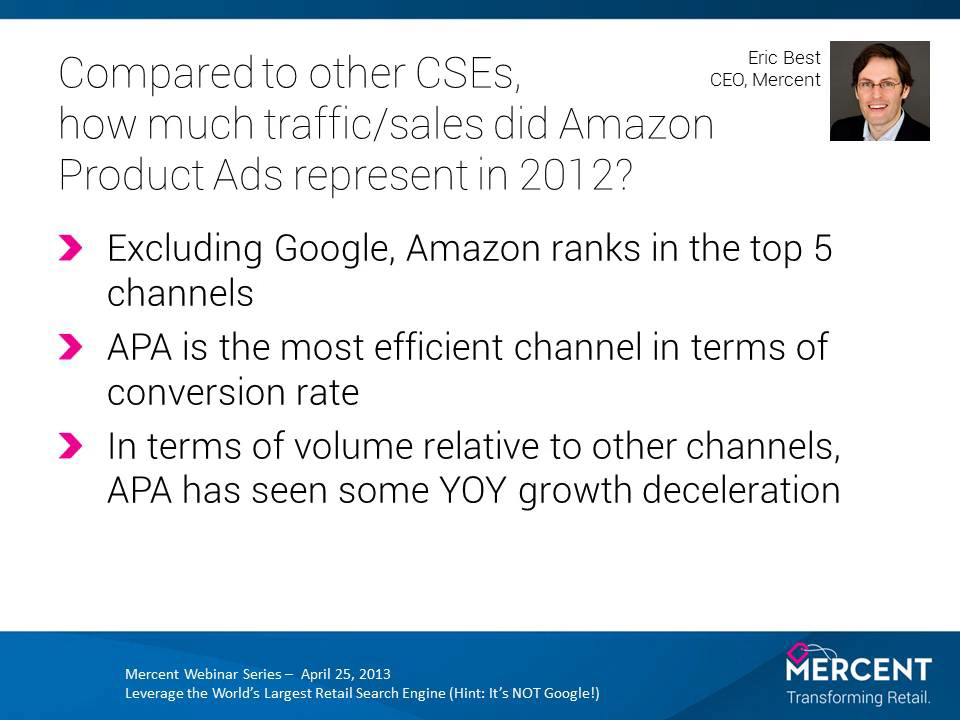 Compared to other CSEs,
how much traffic/sales did Amazon
Product Ads represent in 2012?
Eric Best
CEO, Mercent
Excluding Google, Amazon ranks in the top 5
channels
APA is the most efficient channel in terms of
conversion rate
In terms of volume relative to other channels,
APA has seen some YOY growth deceleration
Mercent Webinar Series – April 25, 2013
Leverage the World's Largest Retail Search Engine (Hint: It's NOT Google!)
MERCENT
Transforming Retail.